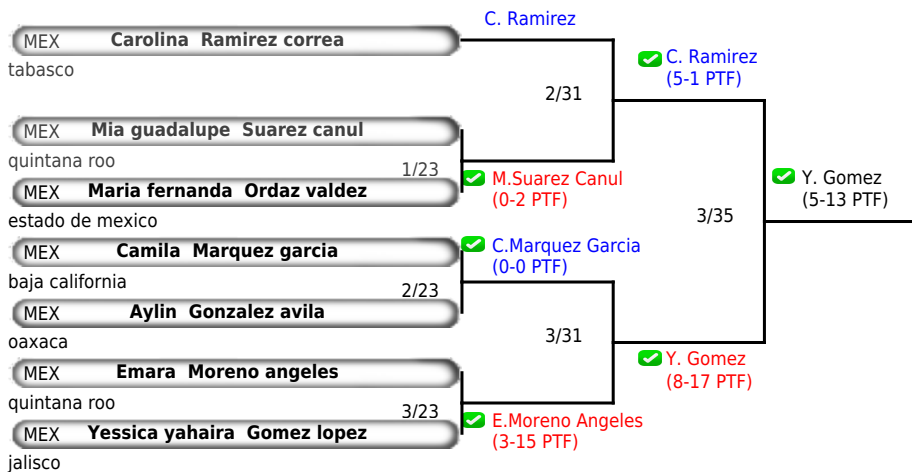 C. Ramirez
MEX Carolina Ramirez correa
tabasco
C. Ramirez
(5-1 PTF)
2/31
MEX Mia guadalupe Suarez canul
quintana roo
1/23
MEX Maria fernanda Ordaz valdez
M.Suarez Canul
(0-2 PTF)
estado de mexico
Y. Gomez
(5-13 PTF)
3/35
MEX Camila Marquez garcia
C.Marquez Garcia
(0-0 PTF)
baja california
2/23
MEX Aylin Gonzalez avila
oaxaca
3/31
MEX Emara Moreno angeles
Y. Gomez
(8-17 PTF)
quintana roo
3/23
MEX Yessica yahaira Gomez lopez
E.Moreno Angeles
(3-15 PTF)
jalisco